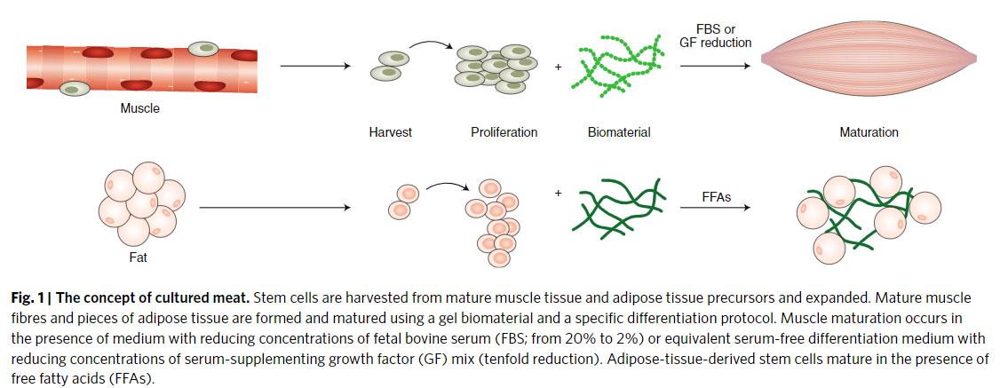 FBS or
GF reduction
+
Muscle
Harvest
Proliferation
Biomaterial
Maturation
+
FFAs
Fat
Fig. 1 | The concept of cultured meat. Stem cells are harvested from mature muscle tissue and adipose tissue precursors and expanded. Mature muscle
fibres and pieces of adipose tissue are formed and matured using a gel biomaterial and a specific differentiation protocol. Muscle maturation occurs in
the presence of medium with reducing concentrations of fetal bovine serum (FBS; from 20% to 2%) or equivalent serum-free differentiation medium with
reducing concentrations of serum-supplementing growth factor (GF) mix (tenfold reduction). Adipose-tissue-derived stem cells mature in the presence of
free fatty acids (FFAs).